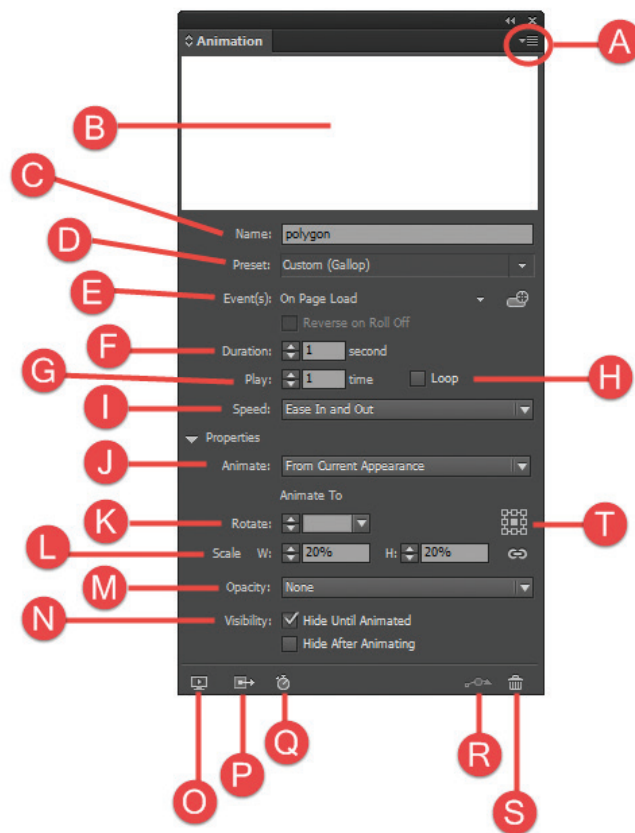 A
Animation
B
C
Name: polygon
D
Preset: Custom (Gallop)
E
Event(s): On Page Load
Reverse on Roll Off
F
Duration: 1 second
G
Play: 1 time Loop
H
I
Speed: Ease In and Out
Properties
J
Animate: From Current Appearance
Animate To
K
Rotate:
T
L
Scale W: 20% H: 20%
M
Opacity: None
N
Visibility: Hide Until Animated
Hide After Animating
O
P
Q
R
S